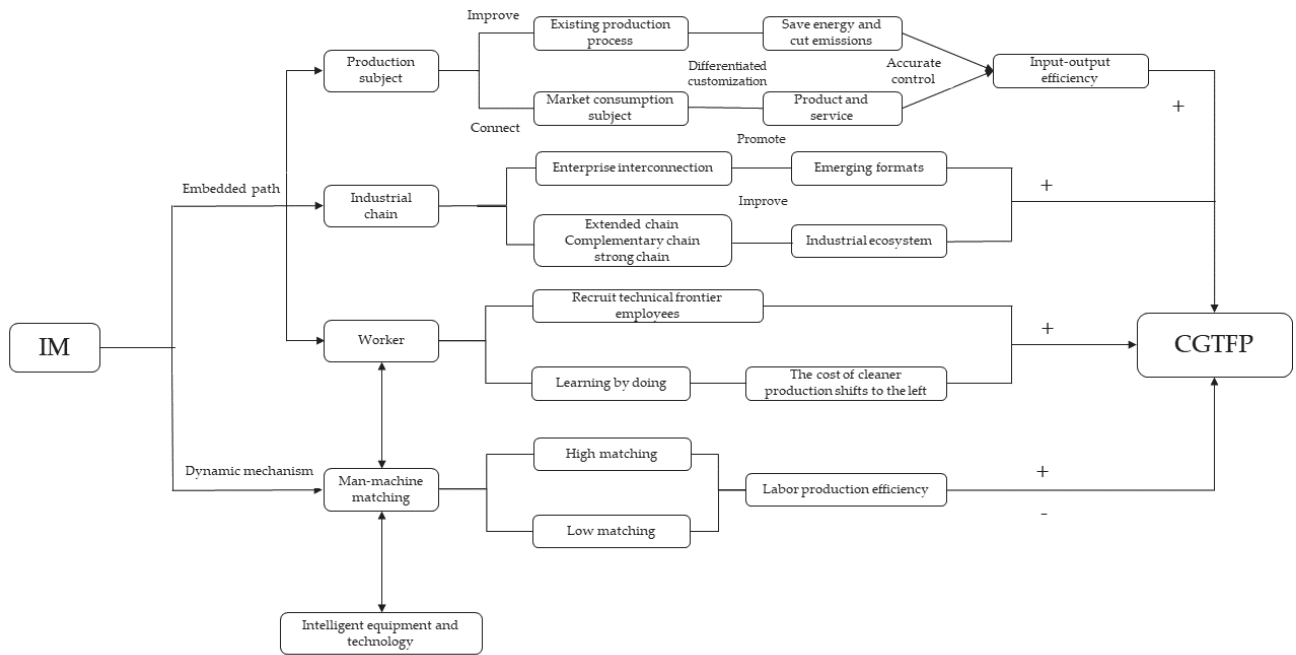 Improve
Existing production
process
Save energy and
cut emissions
Production
subject
Differentiated
customization
Accurate
control
Input-output
efficiency
Market consumption
subject
Product and
service
+
Connect
Promote
Enterprise interconnection
Emerging formats
Embedded path
Industrial
chain
+
Improve
Extended chain
Complementary chain
strong chain
Industrial ecosystem
Recruit technical frontier
employees
IM
Worker
+
CGTFP
Learning by doing
The cost of cleaner
production shifts to the left
High matching
Dynamic mechanism
Man-machine
matching
Labor production efficiency
+
-
Low matching
Intelligent equipment and
technology